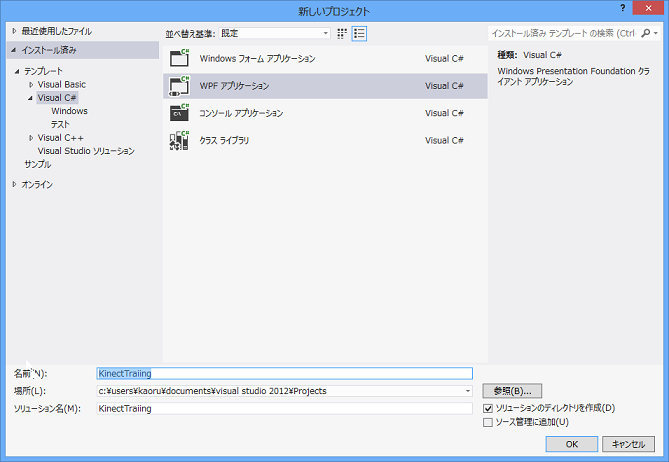 新しいプロジェクト
? ×
最近使用したファイル
インストール済み
テンプレート
Visual Basic
Visual C#
Windows
テスト
Visual C++
Visual Studio ソリューション
サンプル
オンライン
並べ替え基準: 既定
Windows フォーム アプリケーション Visual C#
WPF アプリケーション Visual C#
コンソール アプリケーション Visual C#
クラス ライブラリ Visual C#
インストール済み テンプレート の検索 (Ctrl
種類: Visual C#
Windows Presentation Foundation クラ
イアント アプリケーション
名前(N): KinectTraiing
場所(L): c:¥users¥kaoru¥documents¥visual studio 2012¥Projects 参照(B)...
ソリューション名(M): KinectTraiing
ソリューションのディレクトリを作成(D)
ソース管理に追加(U)
OK キャンセル